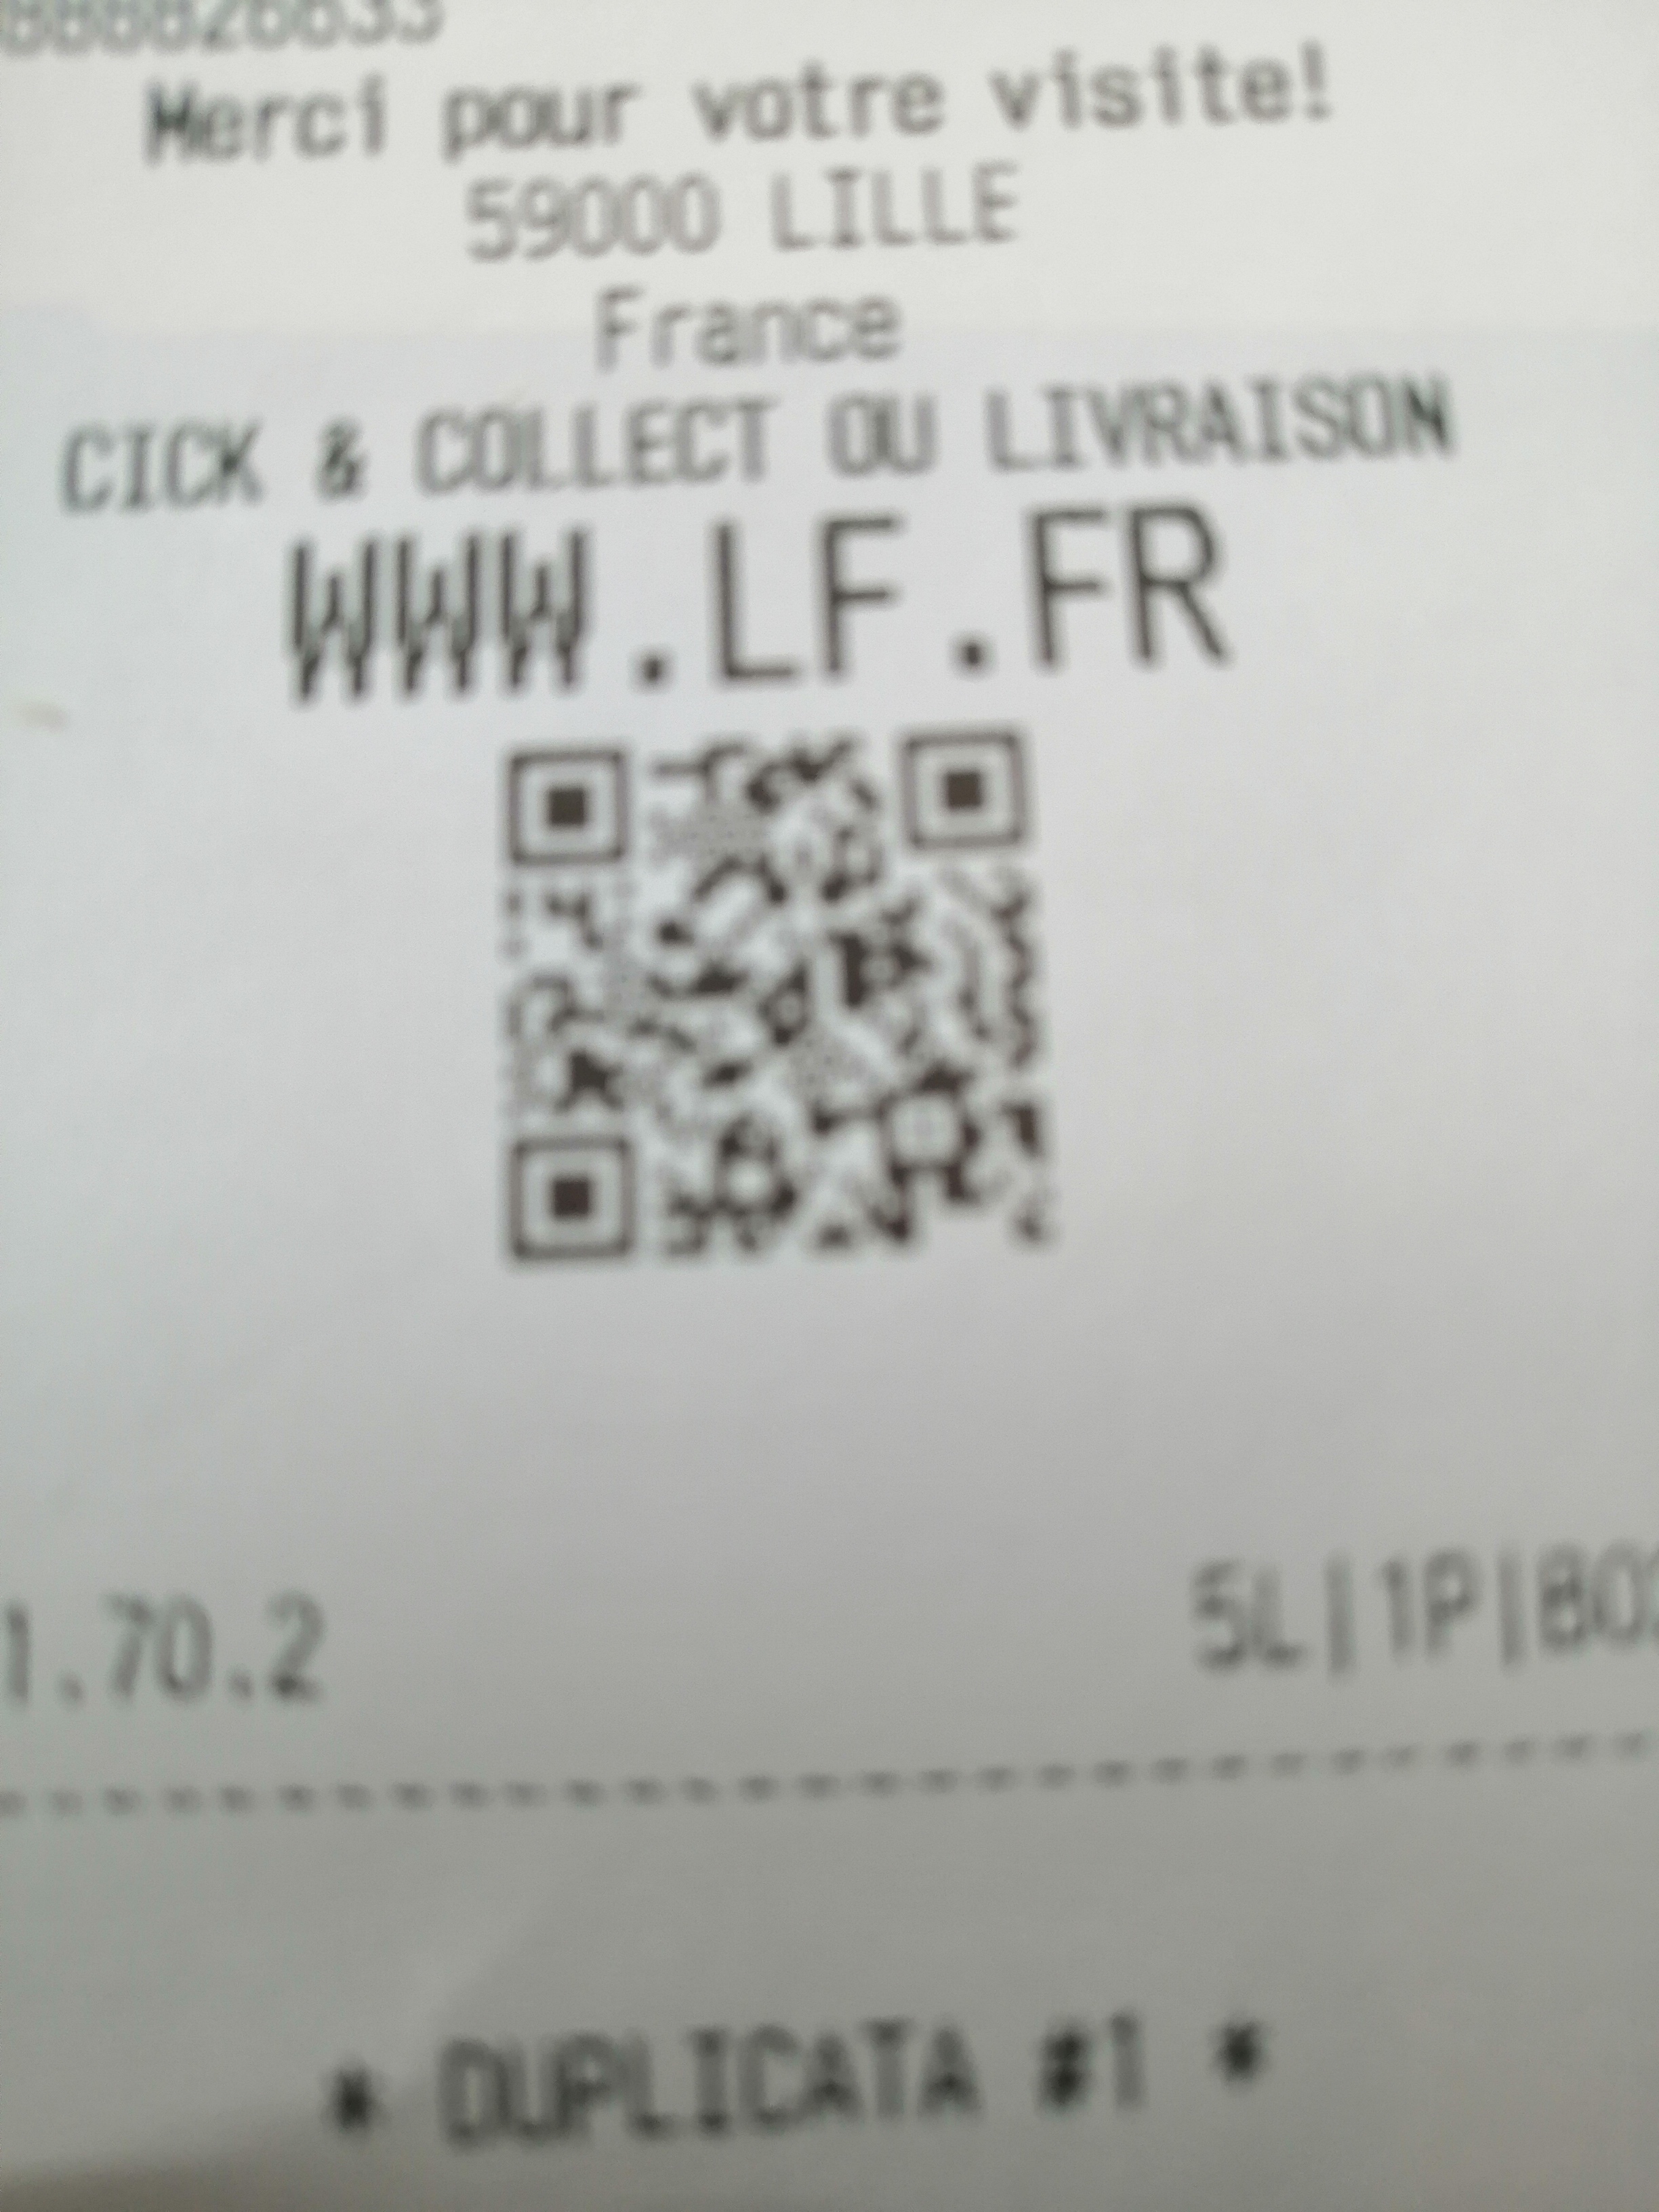 Merci pour votre visite!
59000 LILLE
France
CICK & COLLECT OU LIVRAISON
WWW.LF.FR
1.70.2
5L|1P|B0
* DUPLICATA #1 *